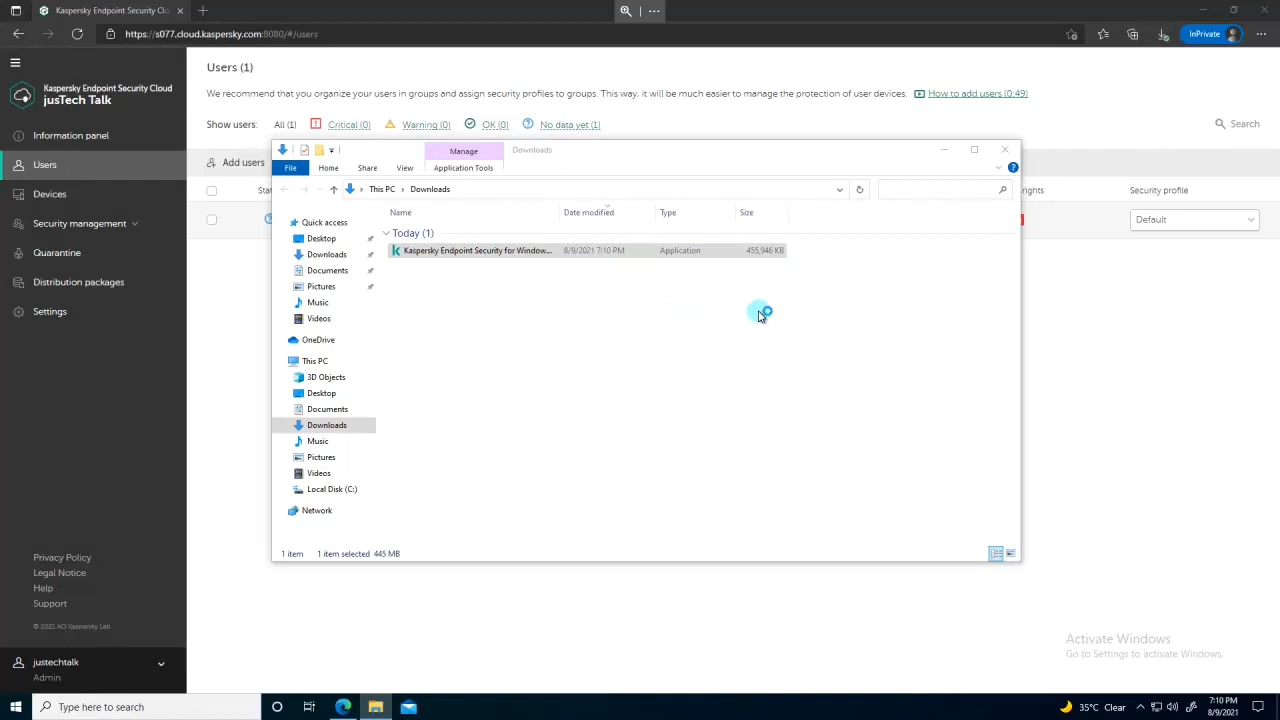 Kaspersky Endpoint Security Clo
https://s077.cloud.kaspersky.com:8080/#/users
InPrivate
Kaspersky Endpoint Security Cloud
jusTech Talk
Information panel
Users
Devices
Security management
Quarantine
Distribution packages
Settings
Privacy Policy
Legal Notice
Help
Support
© 2021 AO Kaspersky Lab
justechtalk
Admin
Users (1)
We recommend that you organize your users in groups and assign security profiles to groups. This way, it will be much easier to manage the protection of user devices. How to add users (0:49)
Show users: All (1) Critical (0) Warning (0) OK (0) No data yet (1)
Search
Add users
Stat
rights
Security profile
Default
Manage
Downloads
File
Home
Share
View
Application Tools
This PC > Downloads
Name
Date modified
Type
Size
Today (1)
Kaspersky Endpoint Security for Window...
8/9/2021 7:10 PM
Application
455,946 KB
Quick access
Desktop
Downloads
Documents
Pictures
Music
Videos
OneDrive
This PC
3D Objects
Desktop
Documents
Downloads
Music
Pictures
Videos
Local Disk (C:)
Network
1 item
1 item selected 445 MB
Activate Windows
Go to Settings to activate Windows.
Type here to search
35°C Clear
7:10 PM
8/9/2021